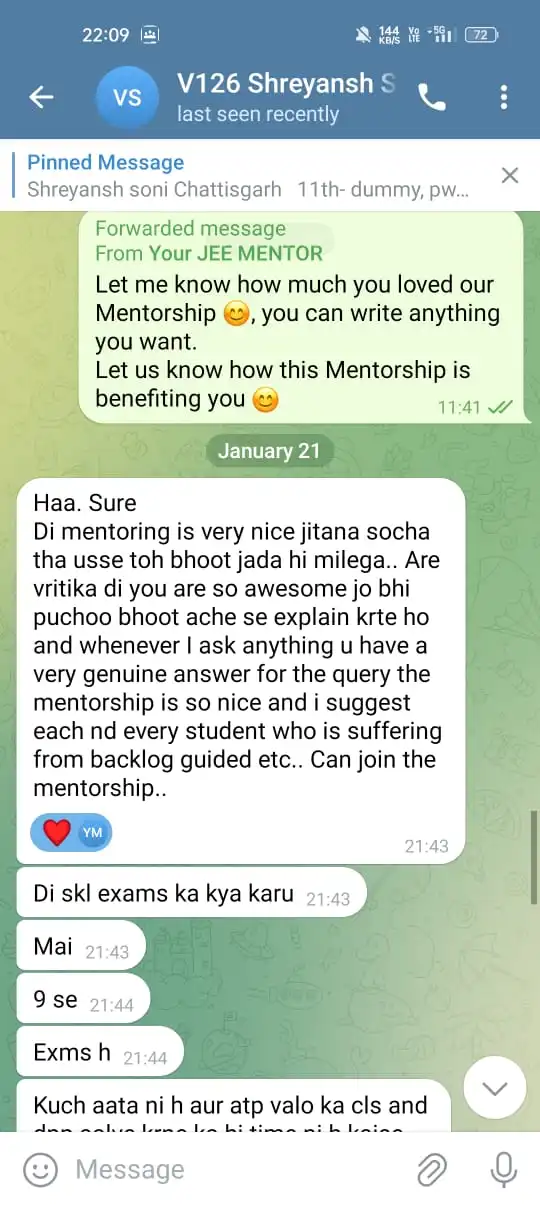 22:09
144 KB/S Vo LTE 5G 72
VS
V126 Shreyansh S
last seen recently
Pinned Message
Shreyansh soni Chattisgarh 11th- dummy, pw...
Forwarded message
From Your JEE MENTOR
Let me know how much you loved our
Mentorship 😊, you can write anything
you want.
Let us know how this Mentorship is
benefiting you 😊
11:41
January 21
Haa. Sure
Di mentoring is very nice jitana socha
tha usse toh bhoot jada hi milega.. Are
vritika di you are so awesome jo bhi
puchoo bhoot ache se explain krte ho
and whenever I ask anything u have a
very genuine answer for the query the
mentorship is so nice and i suggest
each nd every student who is suffering
from backlog guided etc.. Can join the
mentorship..
❤️ YM
21:43
Di skl exams ka kya karu 21:43
Mai 21:43
9 se 21:44
Exms h 21:44
Kuch aata ni h aur atp valo ka cls and
Message